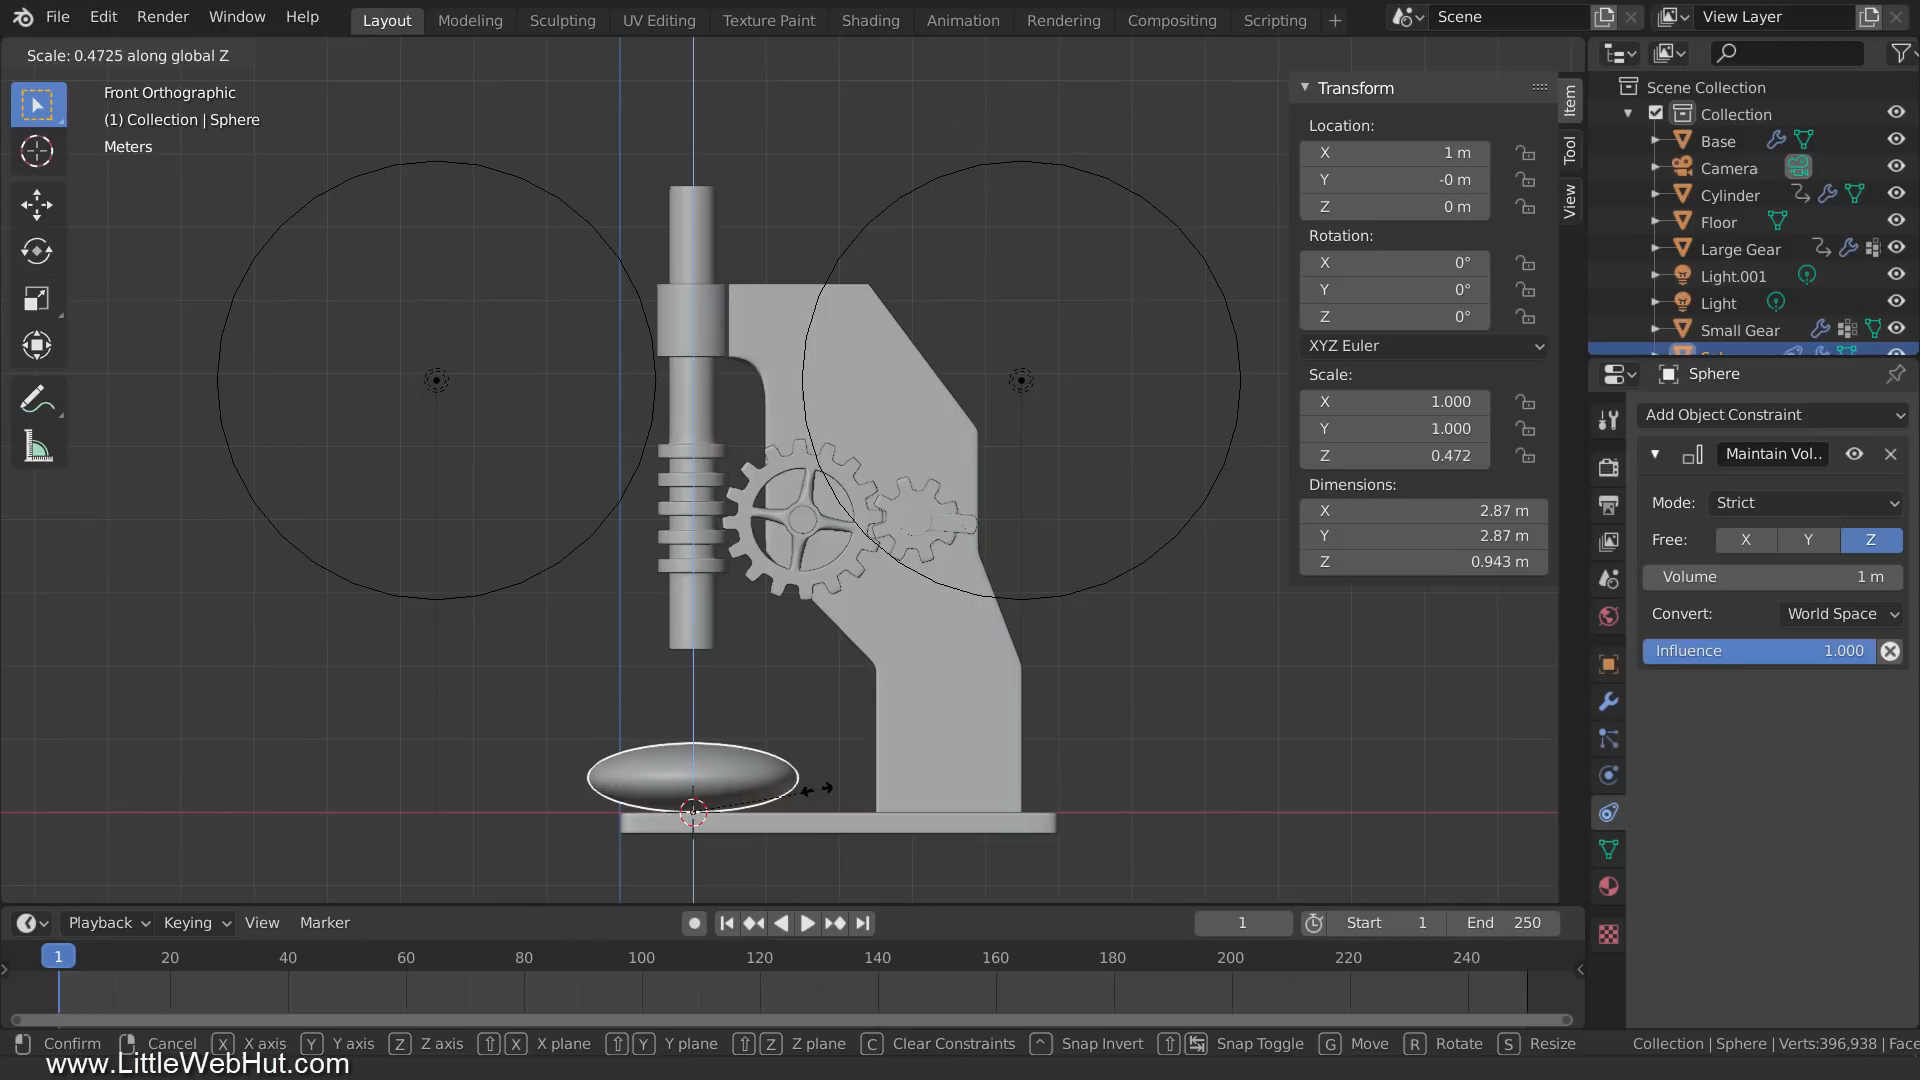 File Edit Render Window Help Layout Modeling Sculpting UV Editing Texture Paint Shading Animation Rendering Compositing Scripting + Scene View Layer
Scale: 0.4725 along global Z
Front Orthographic
(1) Collection | Sphere
Meters
Transform
Location:
X 1 m
Y -0 m
Z 0 m
Rotation:
X 0°
Y 0°
Z 0°
XYZ Euler
Scale:
X 1.000
Y 1.000
Z 0.472
Dimensions:
X 2.87 m
Y 2.87 m
Z 0.943 m
Item
Tool
View
Scene Collection
Collection
Base
Camera
Cylinder
Floor
Large Gear
Light.001
Light
Small Gear
Sphere
Add Object Constraint
Maintain Vol..
Mode: Strict
Free: X Y Z
Volume 1 m
Convert: World Space
Influence 1.000
Playback Keying View Marker 1 Start 1 End 250
1 20 40 60 80 100 120 140 160 180 200 220 240
Confirm Cancel X X axis Y Y axis Z Z axis X X plane Y Y plane Z Z plane C Clear Constraints ^ Snap Invert Snap Toggle G Move R Rotate S Resize Collection | Sphere | Verts:396,938 | Face
www.LittleWebHut.com